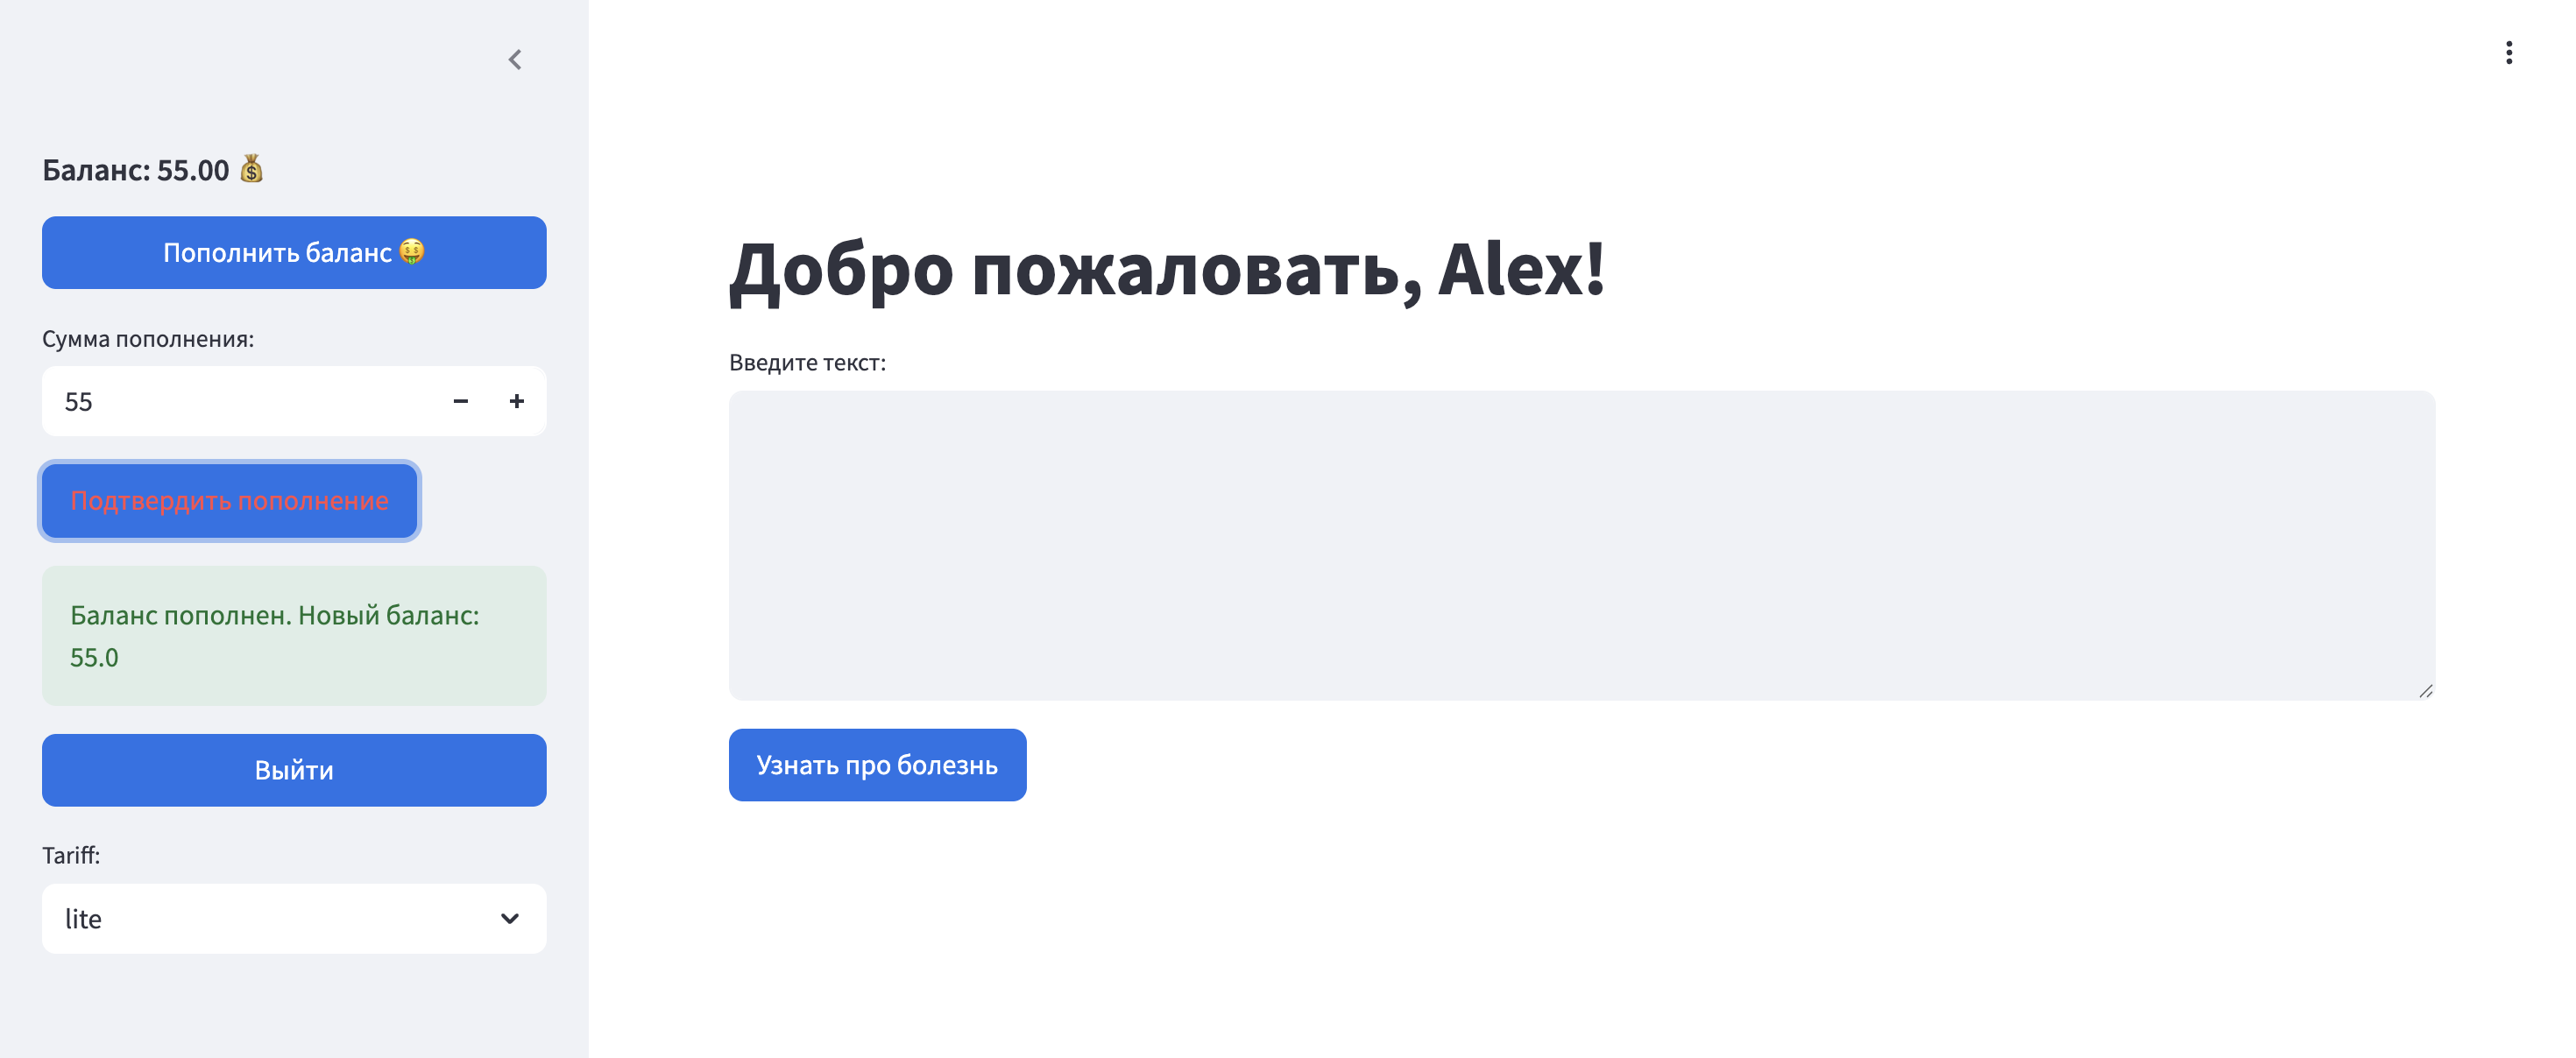 Баланс: 55.00 💰
Пополнить баланс 🤑
Сумма пополнения:
55
Подтвердить пополнение
Баланс пополнен. Новый баланс:
55.0
Выйти
Tariff:
lite
Добро пожаловать, Alex!
Введите текст:
Узнать про болезнь